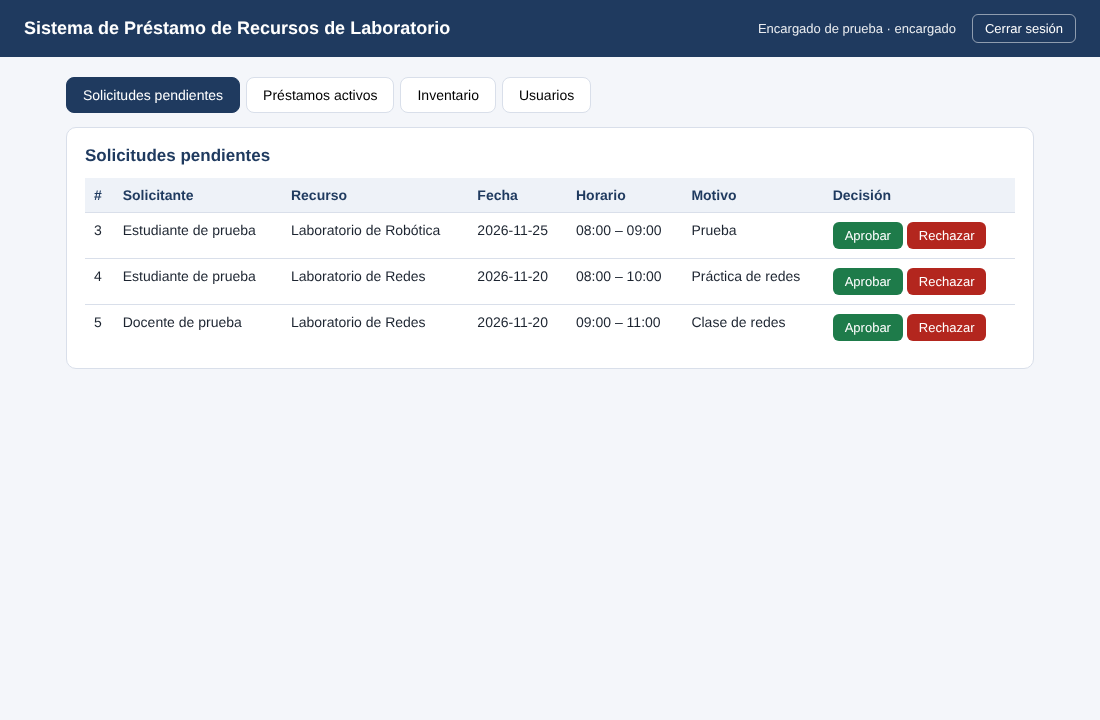 Sistema de Préstamo de Recursos de Laboratorio
Encargado de prueba · encargado
Cerrar sesión
Solicitudes pendientes
Préstamos activos
Inventario
Usuarios
Solicitudes pendientes
# Solicitante Recurso Fecha Horario Motivo Decisión
3 Estudiante de prueba Laboratorio de Robótica 2026-11-25 08:00 – 09:00 Prueba Aprobar Rechazar
4 Estudiante de prueba Laboratorio de Redes 2026-11-20 08:00 – 10:00 Práctica de redes Aprobar Rechazar
5 Docente de prueba Laboratorio de Redes 2026-11-20 09:00 – 11:00 Clase de redes Aprobar Rechazar